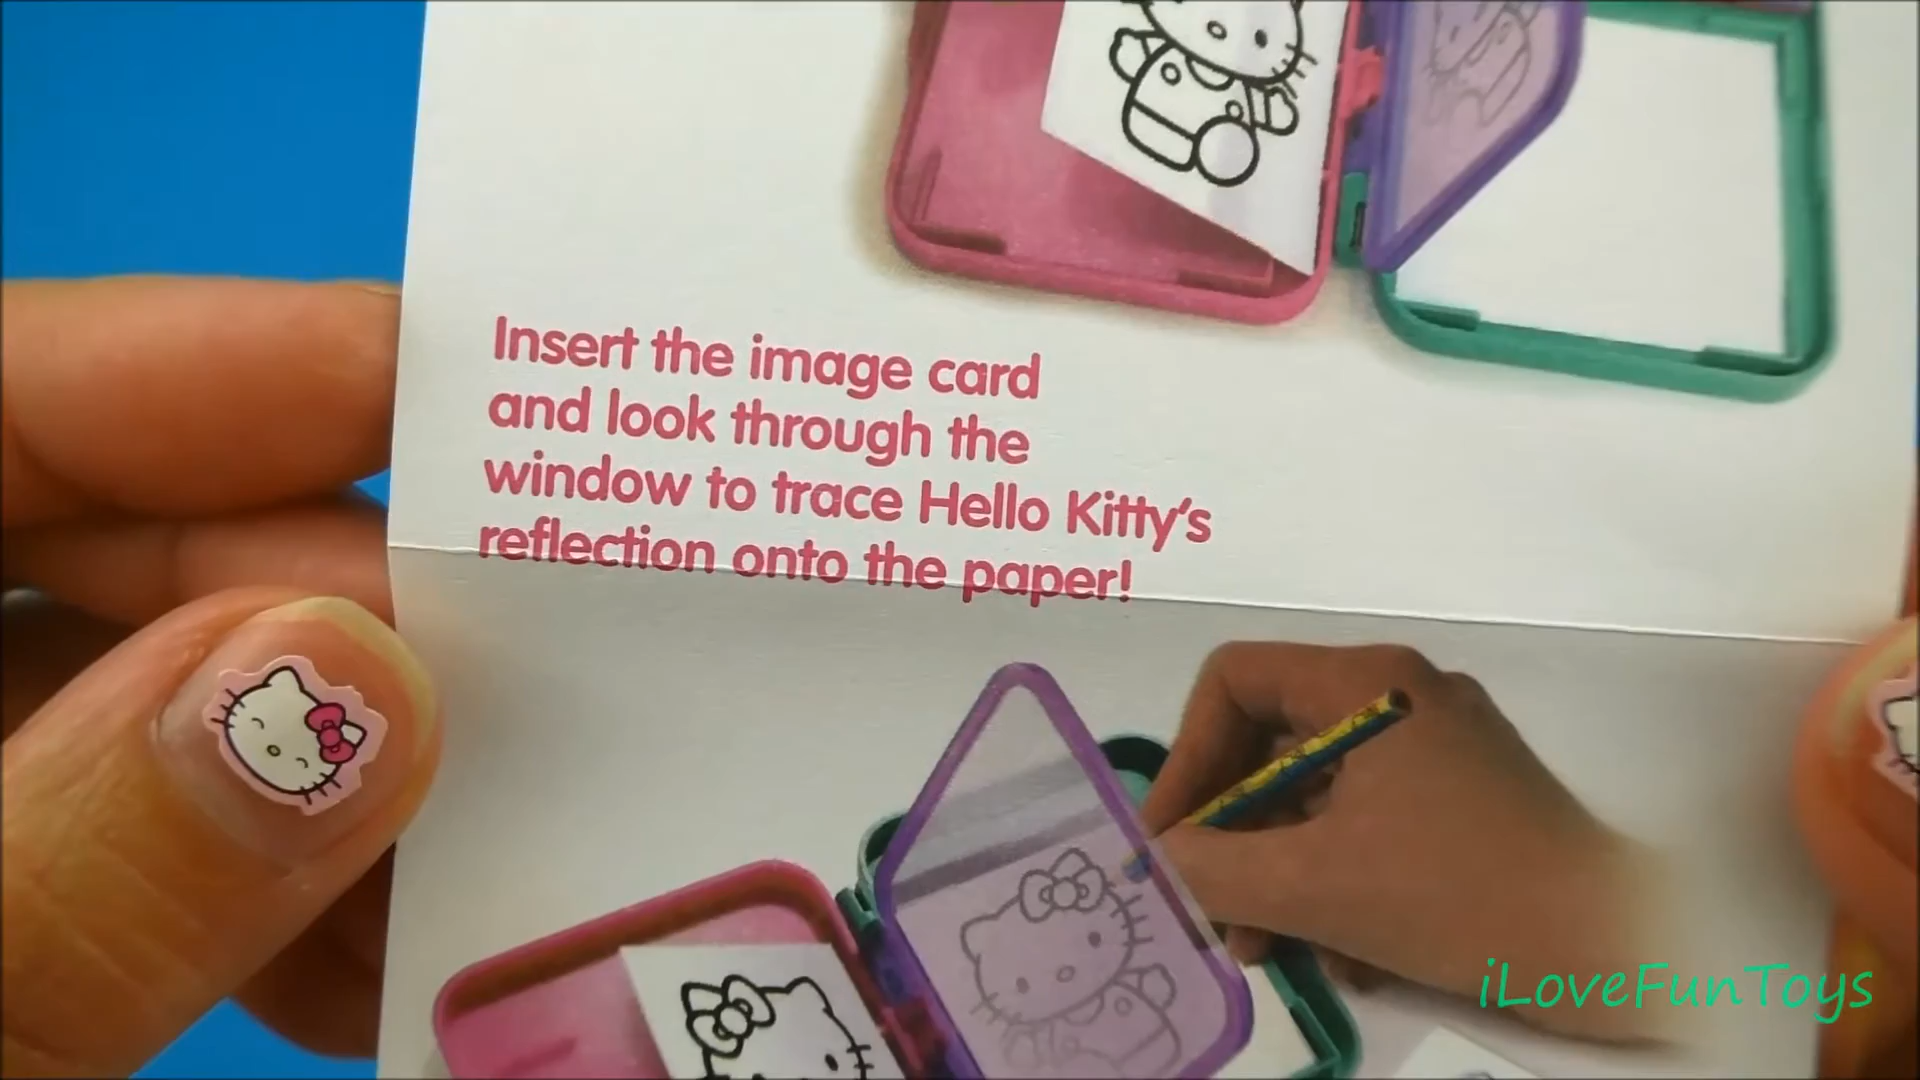 Insert the image card
and look through the
window to trace Hello Kitty's
reflection onto the paper!
iLoveFunToys